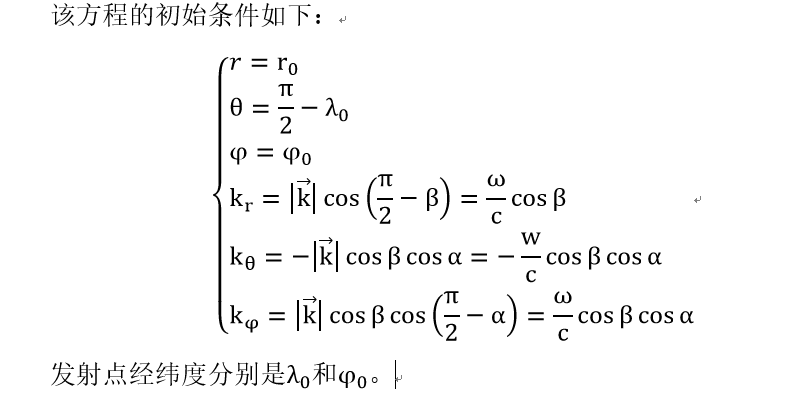 该方程的初始条件如下：
r = r₀
θ = π/2 − λ₀
φ = φ₀
kᵣ = |k⃗| cos(π/2 − β) = ω/c cos β
k_θ = −|k⃗| cos β cos α = − w/c cos β cos α
k_φ = |k⃗| cos β cos(π/2 − α) = ω/c cos β cos α
发射点经纬度分别是λ₀和φ₀。